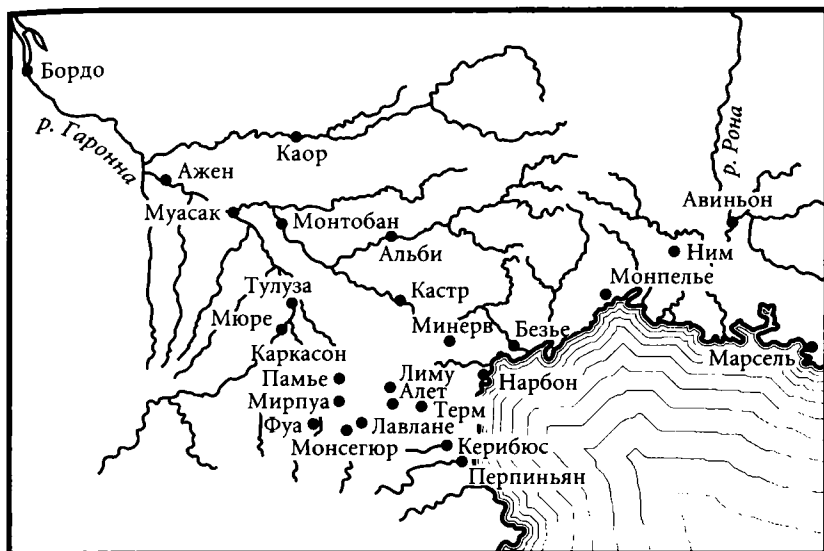 Бордо
р. Гаронна
Каор
р. Рона
Ажен
Авиньон
Муасак
Монтобан
Альби
Ним
Монпелье
Тулуза
Кастр
Мюре
Минерв
Безье
Каркасон
Марсель
Памье
Лиму
Нарбон
Алет
Мирпуа
Терм
Фуа
Лавлане
Монсегюр
Керибюс
Перпиньян